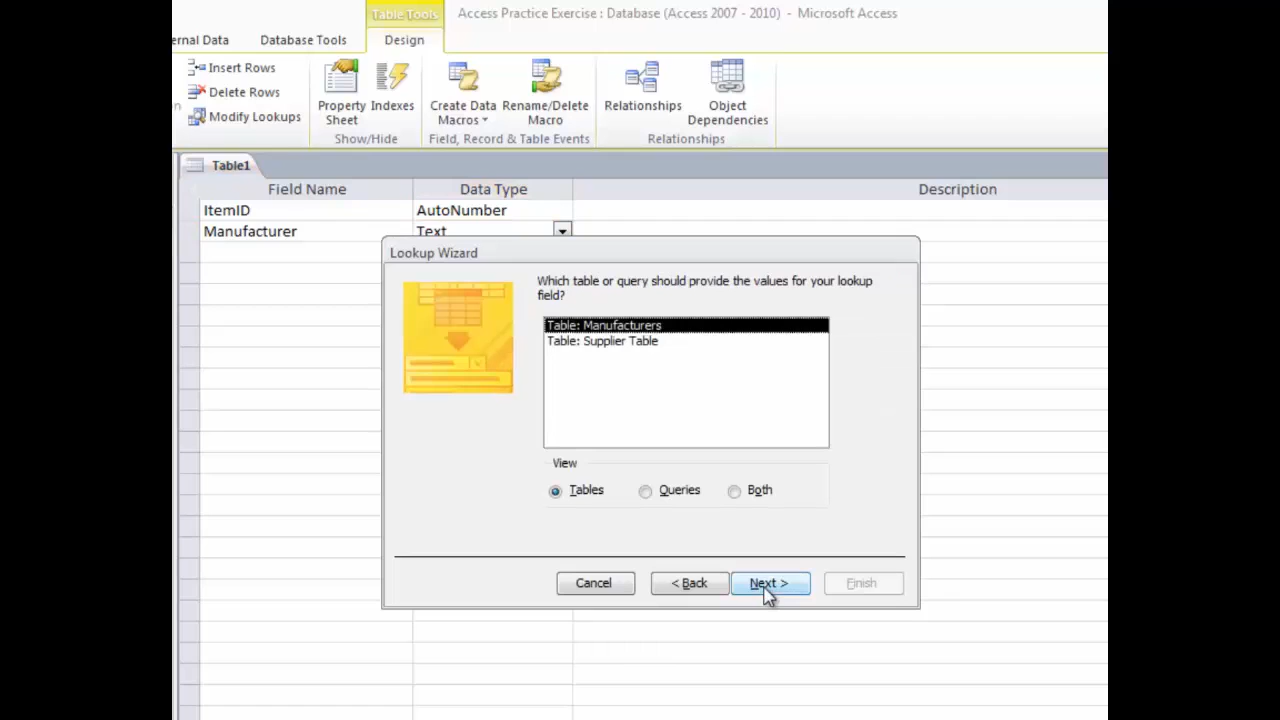 Table Tools
Access Practice Exercise : Database (Access 2007 - 2010) - Microsoft Access
ernal Data
Database Tools
Design
Insert Rows
Delete Rows
Modify Lookups
Property Sheet
Indexes
Show/Hide
Create Data Macros
Rename/Delete Macro
Field, Record & Table Events
Relationships
Object Dependencies
Relationships
Table1
Field Name
Data Type
Description
ItemID
AutoNumber
Manufacturer
Text
Lookup Wizard
Which table or query should provide the values for your lookup
field?
Table: Manufacturers
Table: Supplier Table
View
Tables
Queries
Both
Cancel
< Back
Next >
Finish